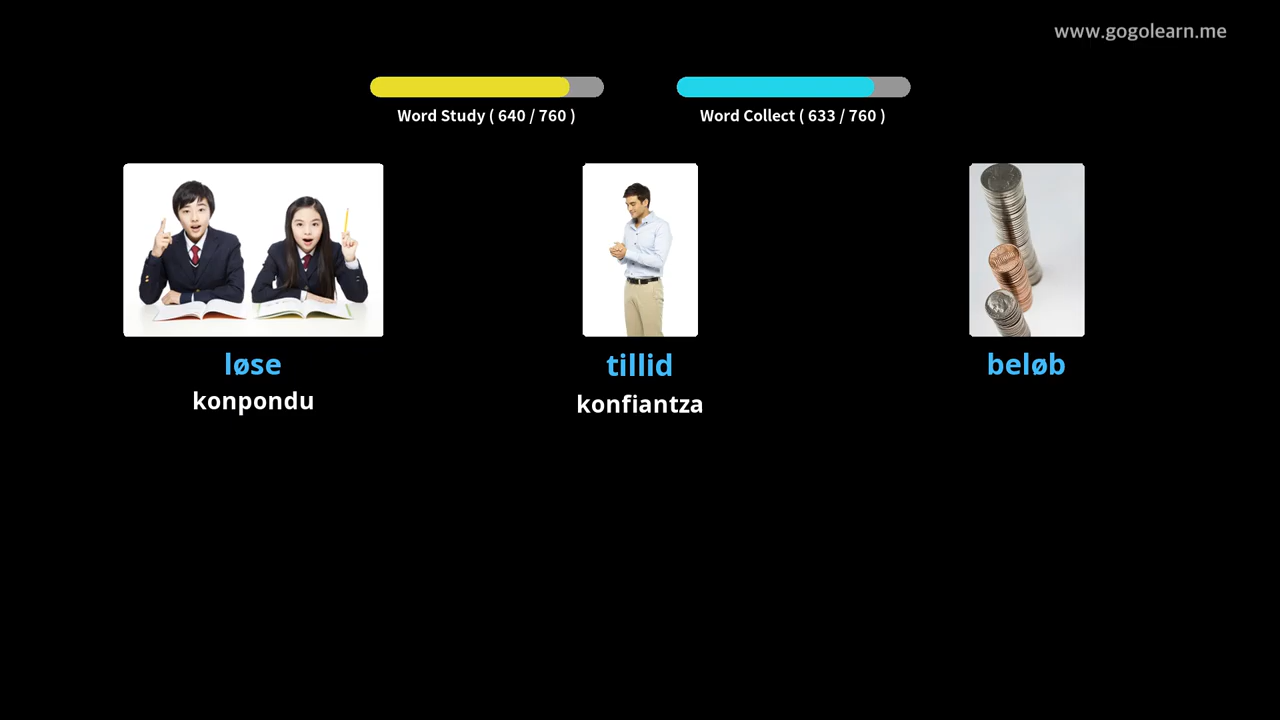 www.gogolearn.me
Word Study ( 640 / 760 )
Word Collect ( 633 / 760 )
løse
konpondu
tillid
konfiantza
beløb